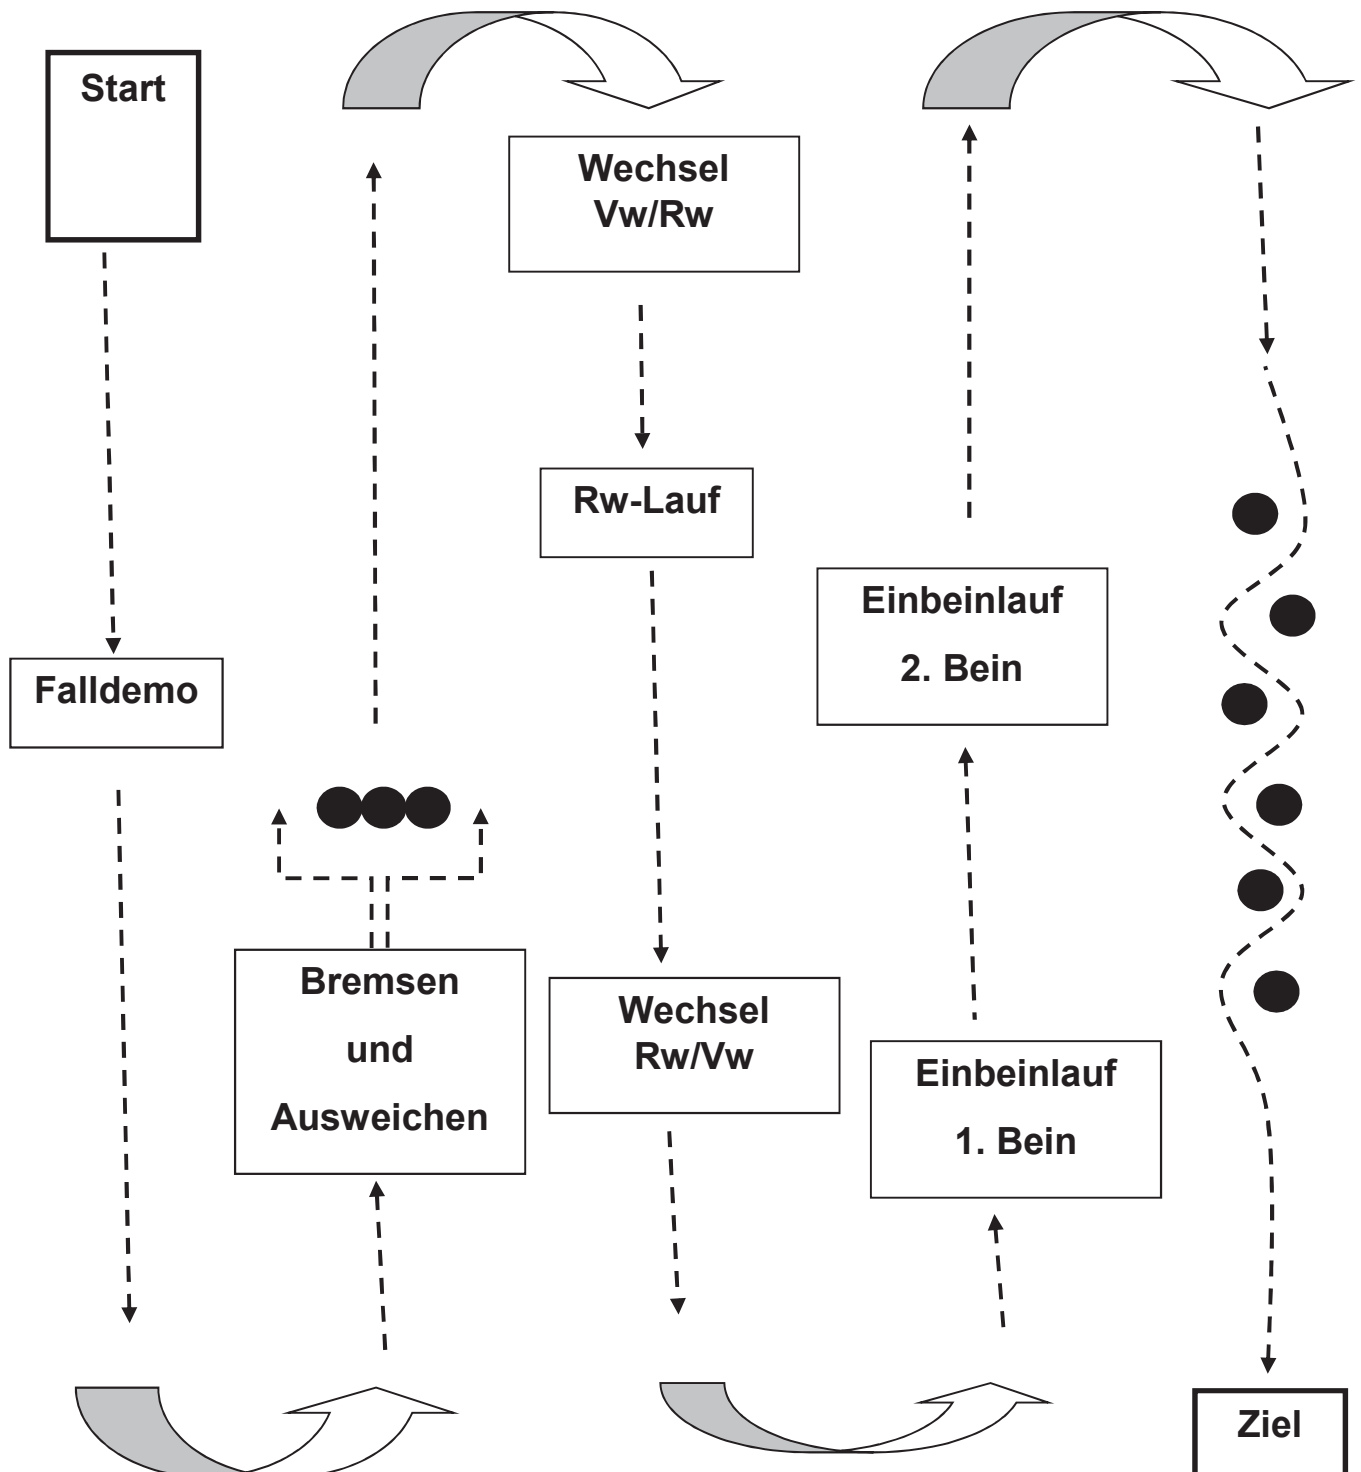 Start
Falldemo
Bremsen
und
Ausweichen
Wechsel
Vw/Rw
Rw-Lauf
Wechsel
Rw/Vw
Einbeinlauf
1. Bein
Einbeinlauf
2. Bein
Ziel